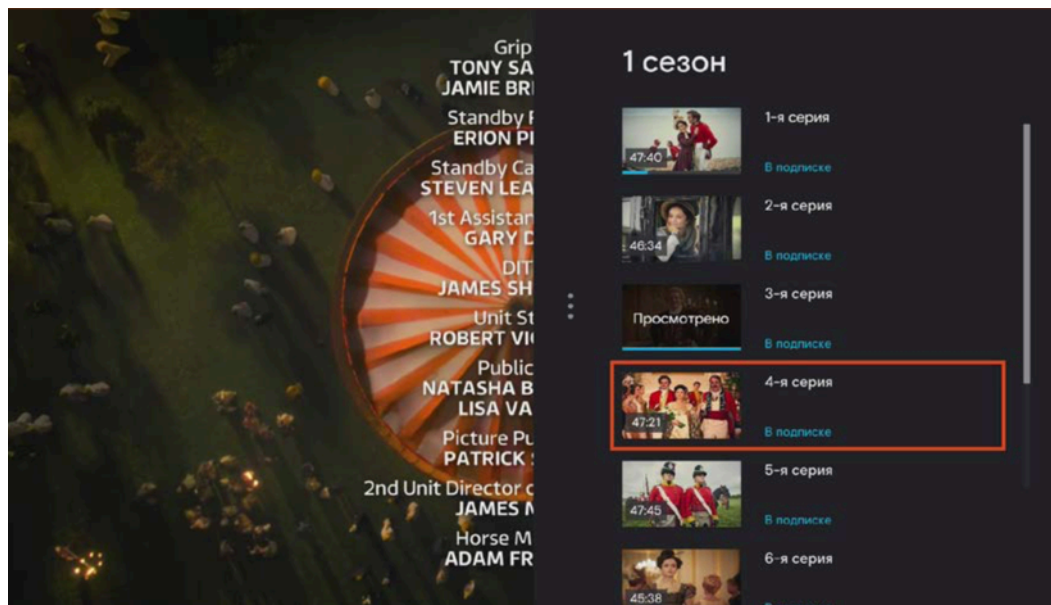 Grip
TONY SA
JAMIE BRI
Standby
ERION PI
Standby Ca
STEVEN LEA
1st Assistan
GARY D
DIT
JAMES SH
Unit St
ROBERT VI
Public
NATASHA B
LISA VA
Picture Pu
PATRICK
2nd Unit Director o
JAMES M
Horse M
ADAM FR
1 сезон
1-я серия
47:40
В подписке
2-я серия
46:34
В подписке
3-я серия
Просмотрено
В подписке
4-я серия
47:21
В подписке
5-я серия
47:45
В подписке
6-я серия
45:38